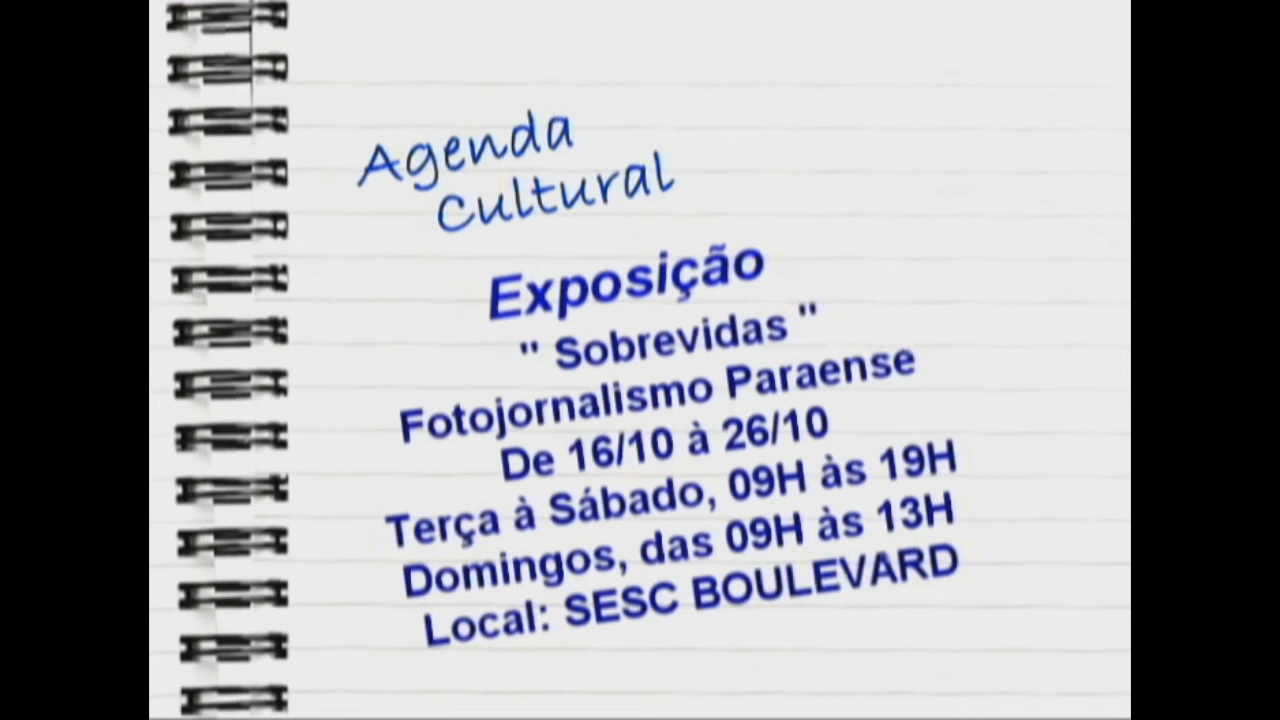 Agenda
Cultural
Exposição
" Sobrevidas "
Fotojornalismo Paraense
De 16/10 à 26/10
Terça à Sábado, 09H às 19H
Domingos, das 09H às 13H
Local: SESC BOULEVARD